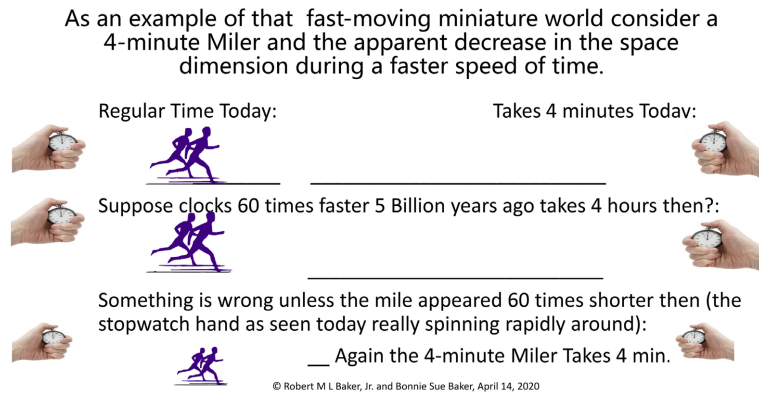 As an example of that fast-moving miniature world consider a
4-minute Miler and the apparent decrease in the space
dimension during a faster speed of time.
Regular Time Today: Takes 4 minutes Today:
Suppose clocks 60 times faster 5 Billion years ago takes 4 hours then?:
Something is wrong unless the mile appeared 60 times shorter then (the
stopwatch hand as seen today really spinning rapidly around):
__ Again the 4-minute Miler Takes 4 min.
© Robert M L Baker, Jr. and Bonnie Sue Baker, April 14, 2020